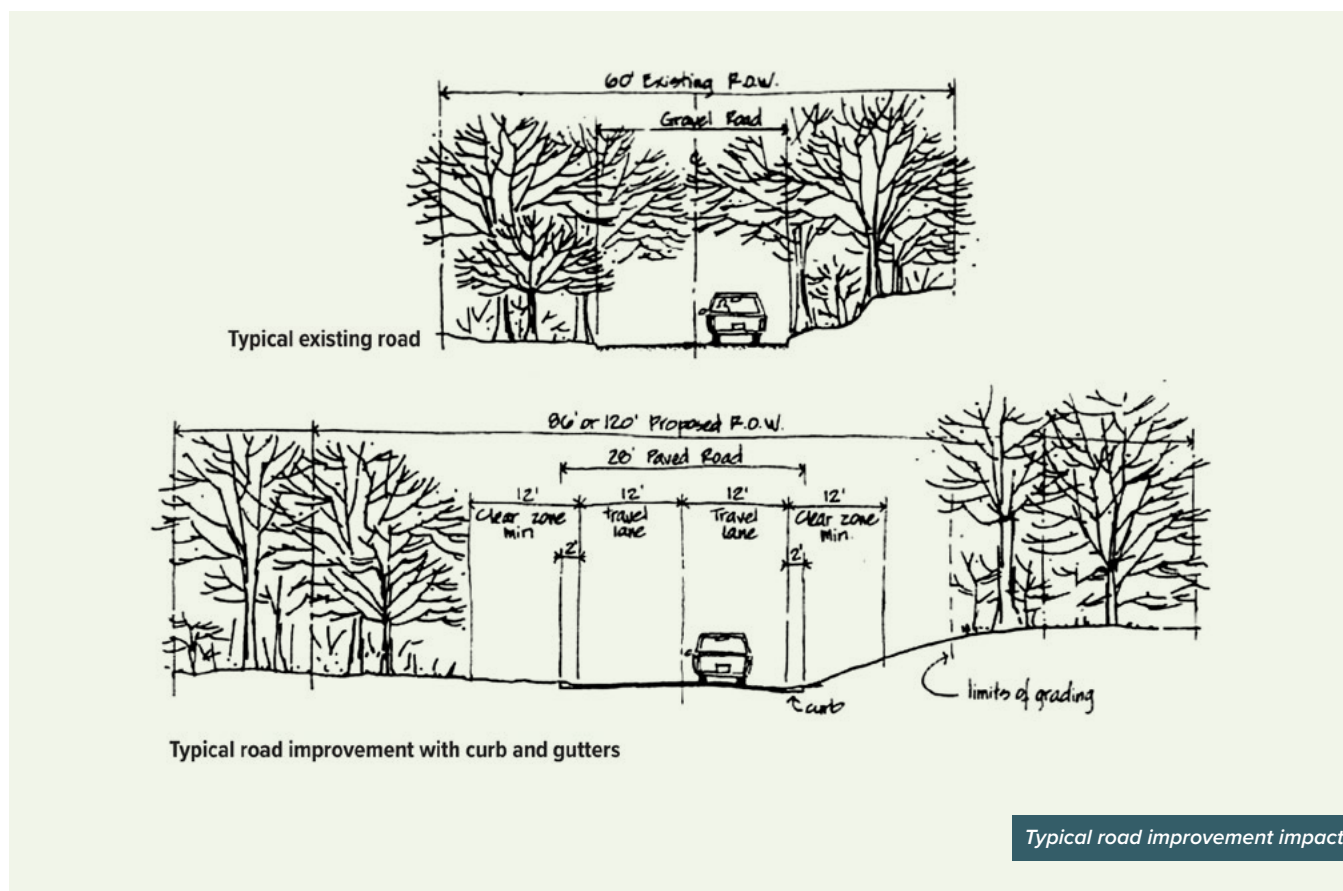 60' Existing R.O.W.
Gravel Road
Typical existing road
86' or 120' Proposed R.O.W.
28' Paved Road
12' 12' 12' 12'
Clear zone min Travel lane Travel lane Clear zone min.
2' 2'
curb
limits of grading
Typical road improvement with curb and gutters
Typical road improvement impact